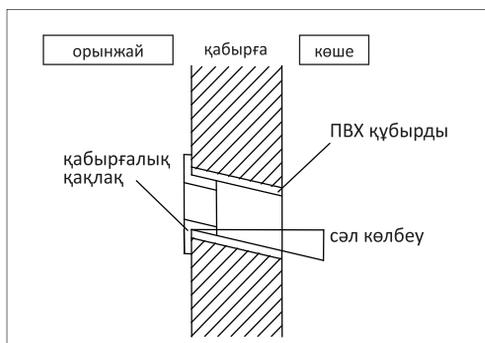 орынжай
қабырға
көше
ПВХ құбырды
қабырғалық
қақлақ
сәл көлбеу